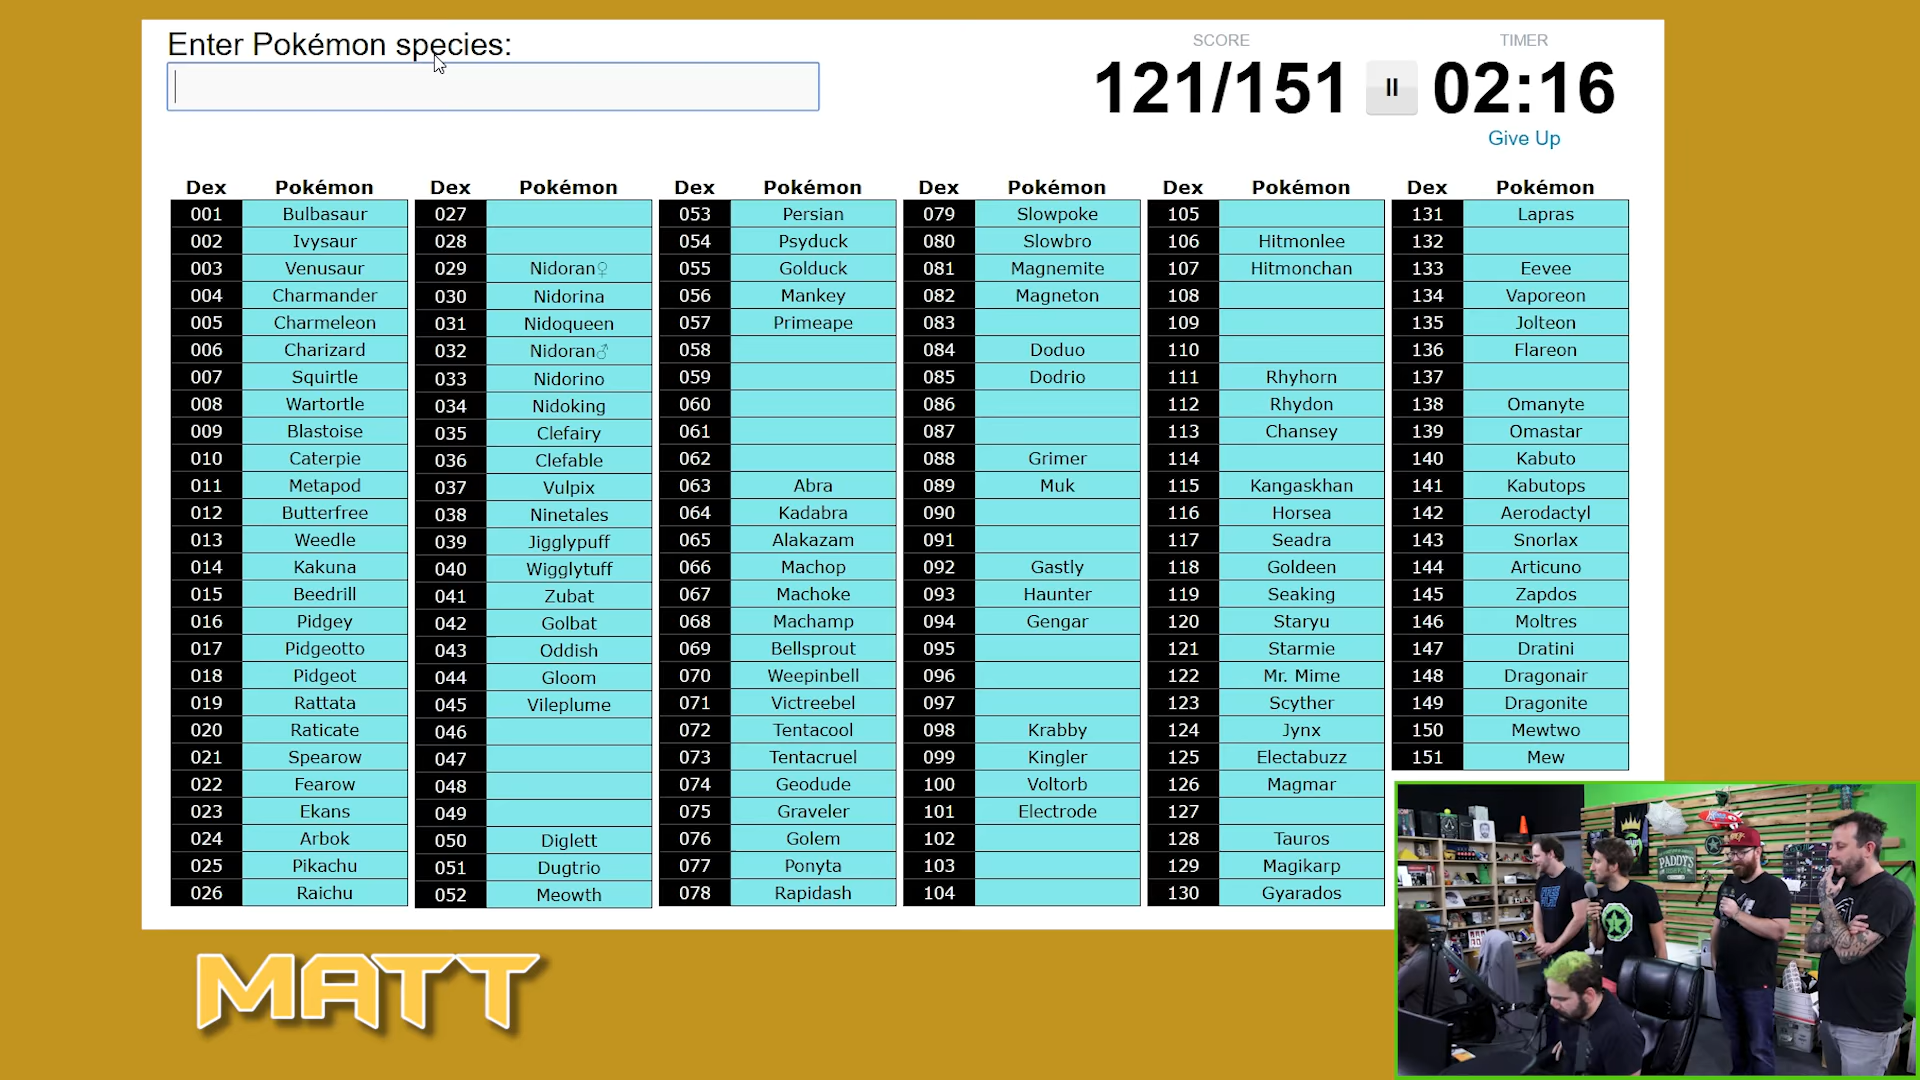 Enter Pokémon species:
SCORE
TIMER
121/151
02:16
Give Up
Dex Pokémon Dex Pokémon Dex Pokémon Dex Pokémon Dex Pokémon Dex Pokémon
001 Bulbasaur 027 053 Persian 079 Slowpoke 105 131 Lapras
002 Ivysaur 028 054 Psyduck 080 Slowbro 106 Hitmonlee 132
003 Venusaur 029 Nidoran♀ 055 Golduck 081 Magnemite 107 Hitmonchan 133 Eevee
004 Charmander 030 Nidorina 056 Mankey 082 Magneton 108 134 Vaporeon
005 Charmeleon 031 Nidoqueen 057 Primeape 083 109 135 Jolteon
006 Charizard 032 Nidoran♂ 058 084 Doduo 110 136 Flareon
007 Squirtle 033 Nidorino 059 085 Dodrio 111 Rhyhorn 137
008 Wartortle 034 Nidoking 060 086 112 Rhydon 138 Omanyte
009 Blastoise 035 Clefairy 061 087 113 Chansey 139 Omastar
010 Caterpie 036 Clefable 062 088 Grimer 114 140 Kabuto
011 Metapod 037 Vulpix 063 Abra 089 Muk 115 Kangaskhan 141 Kabutops
012 Butterfree 038 Ninetales 064 Kadabra 090 116 Horsea 142 Aerodactyl
013 Weedle 039 Jigglypuff 065 Alakazam 091 117 Seadra 143 Snorlax
014 Kakuna 040 Wigglytuff 066 Machop 092 Gastly 118 Goldeen 144 Articuno
015 Beedrill 041 Zubat 067 Machoke 093 Haunter 119 Seaking 145 Zapdos
016 Pidgey 042 Golbat 068 Machamp 094 Gengar 120 Staryu 146 Moltres
017 Pidgeotto 043 Oddish 069 Bellsprout 095 121 Starmie 147 Dratini
018 Pidgeot 044 Gloom 070 Weepinbell 096 122 Mr. Mime 148 Dragonair
019 Rattata 045 Vileplume 071 Victreebel 097 123 Scyther 149 Dragonite
020 Raticate 046 072 Tentacool 098 Krabby 124 Jynx 150 Mewtwo
021 Spearow 047 073 Tentacruel 099 Kingler 125 Electabuzz 151 Mew
022 Fearow 048 074 Geodude 100 Voltorb 126 Magmar
023 Ekans 049 075 Graveler 101 Electrode 127
024 Arbok 050 Diglett 076 Golem 102 128 Tauros
025 Pikachu 051 Dugtrio 077 Ponyta 103 129 Magikarp
026 Raichu 052 Meowth 078 Rapidash 104 130 Gyarados
PADDY'S
MATT